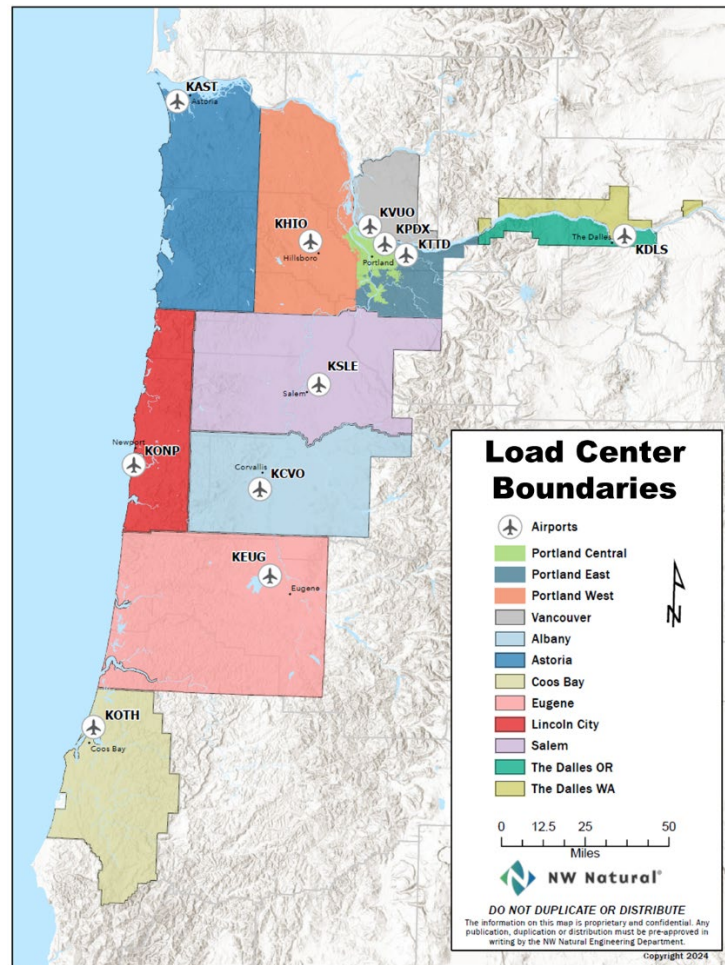 KAST
Astoria
KVUO
KHIO
KPDX
KTTD
Hillsboro
Portland
The Dalles
KDLS
KSLE
Salem
Newport
KONP
Corvallis
KCVO
KEUG
Eugene
KOTH
Coos Bay
Load Center
Boundaries
Airports
Portland Central
Portland East
Portland West
Vancouver
Albany
Astoria
Coos Bay
Eugene
Lincoln City
Salem
The Dalles OR
The Dalles WA
N
0 12.5 25 50
Miles
NW Natural®
DO NOT DUPLICATE OR DISTRIBUTE
The information on this map is proprietary and confidential. Any
publication, duplication or distribution must be pre-approved in
writing by the NW Natural Engineering Department.
Copyright 2024